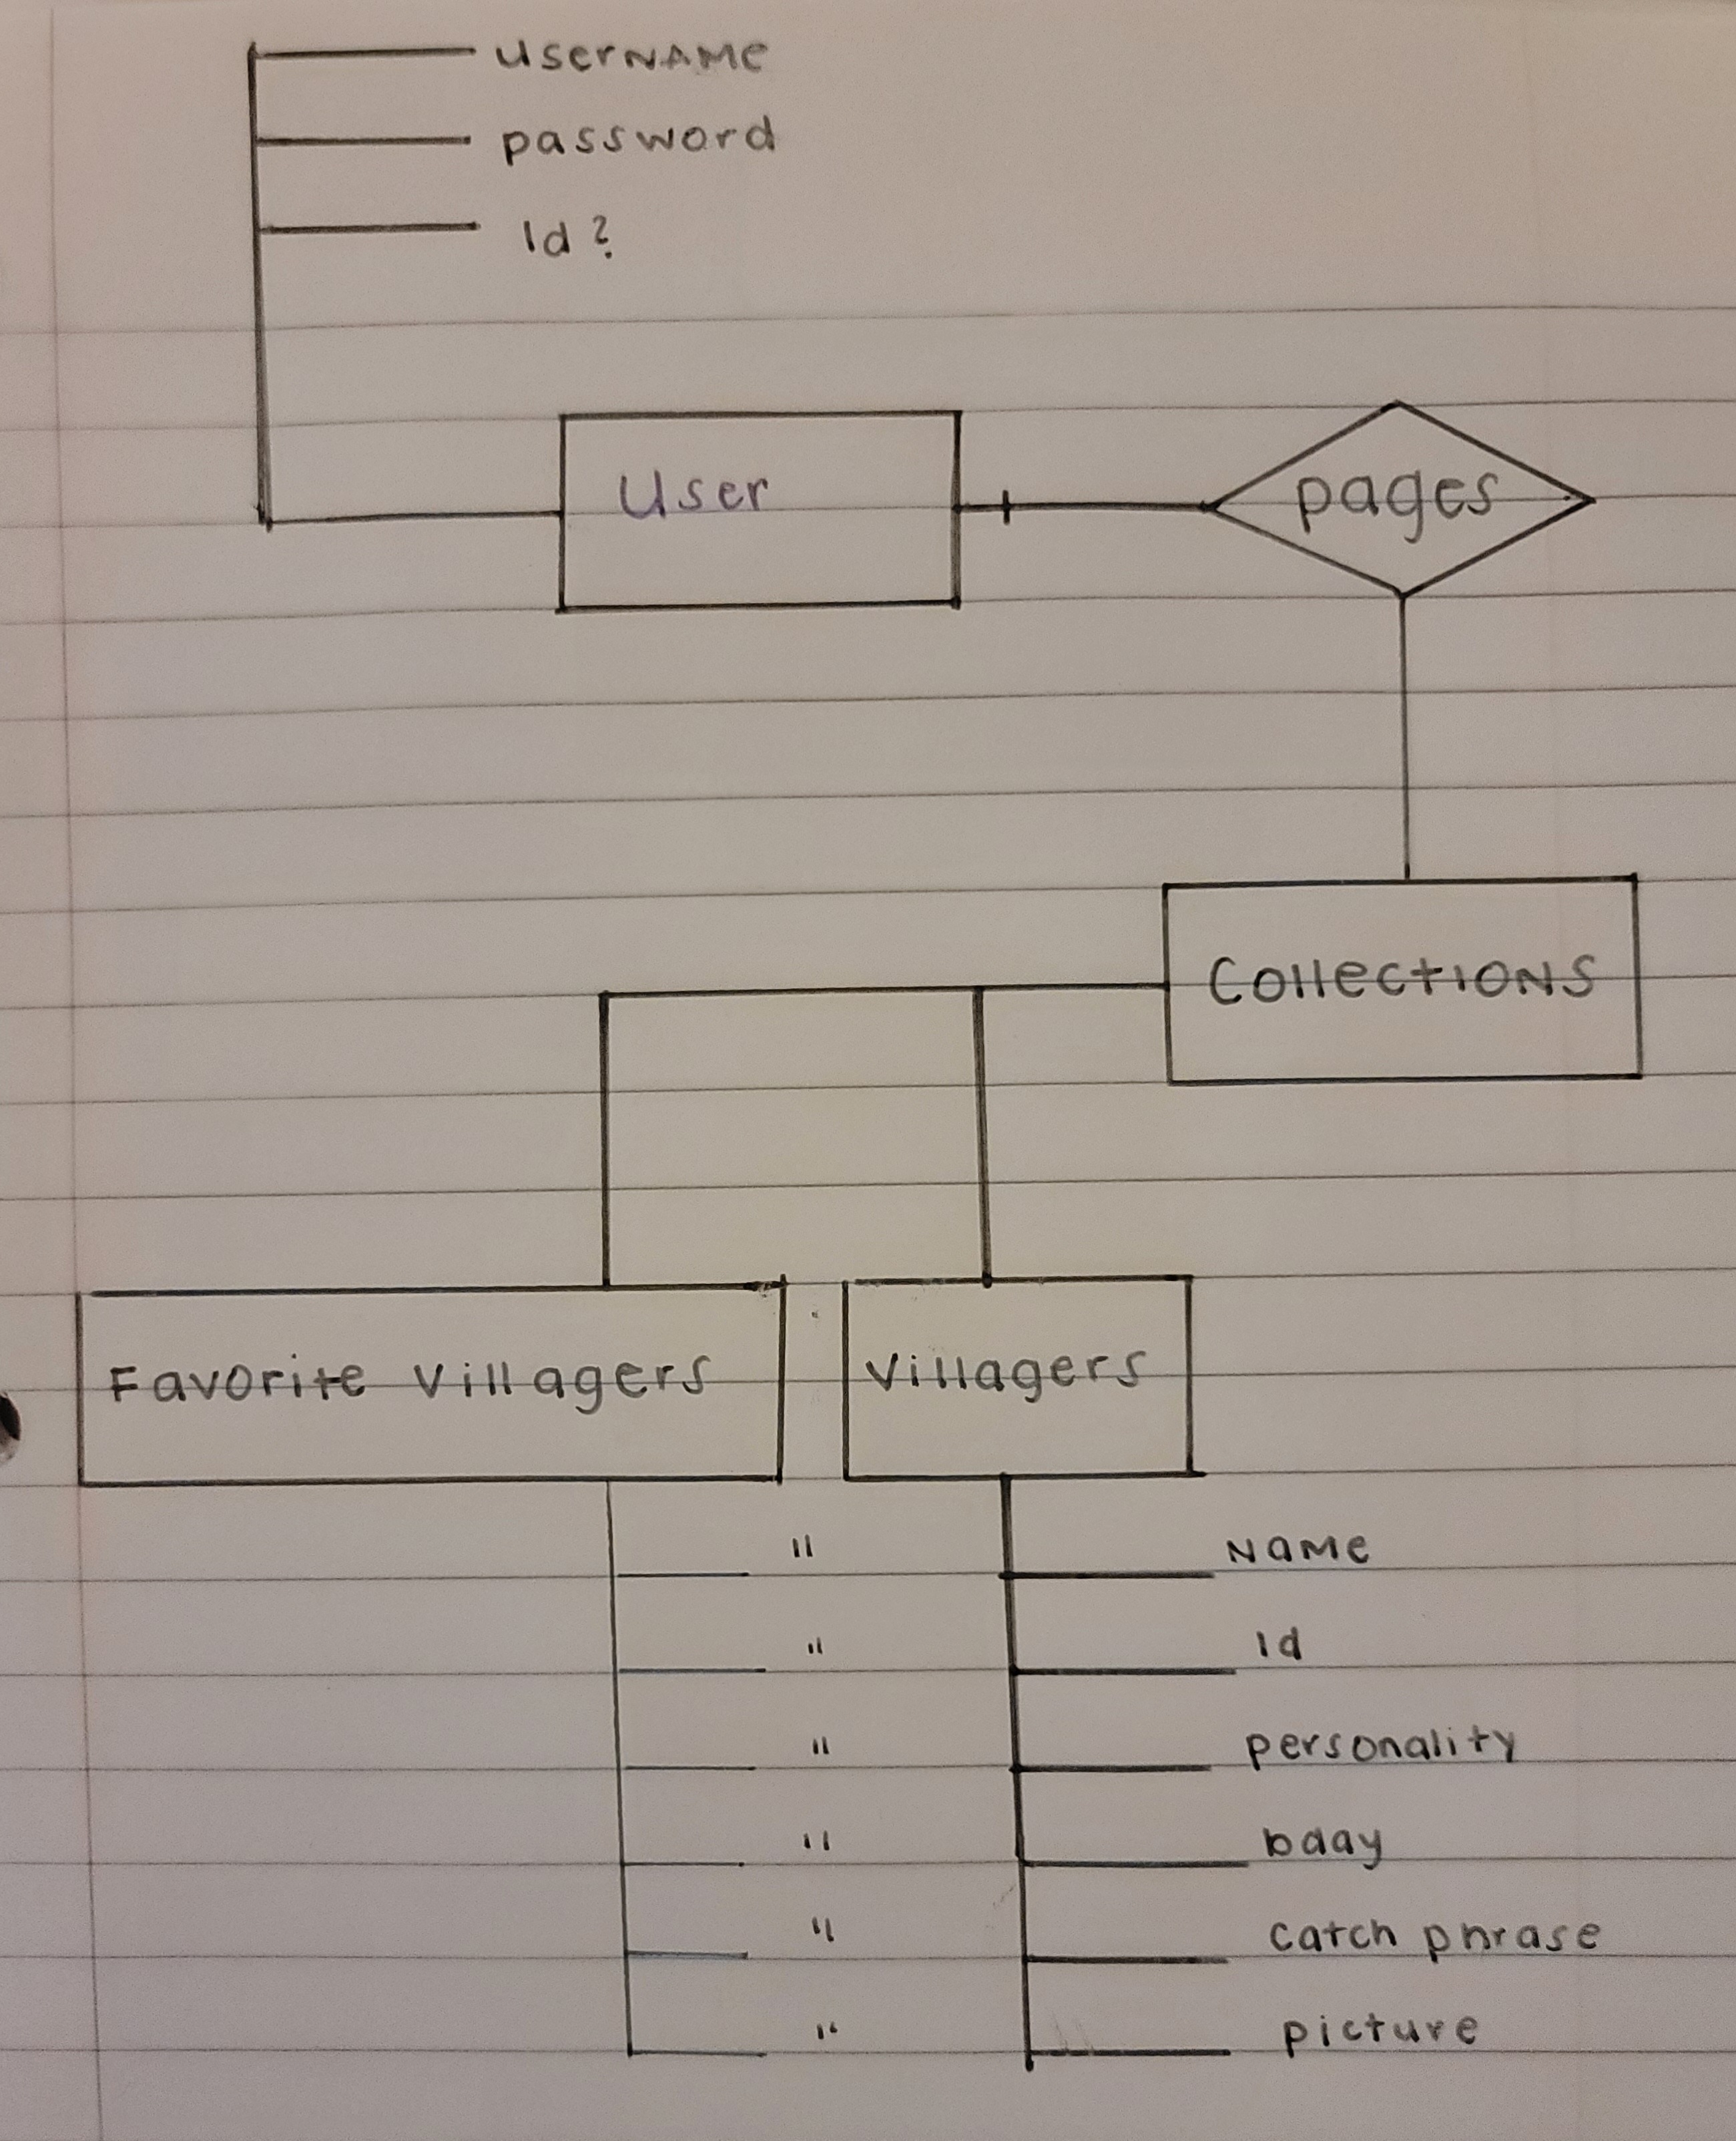 username
password
Id?
User
pages
Collections
Favorite Villagers
Villagers
" Name
" Id
" personality
" bday
" catch phrase
" picture